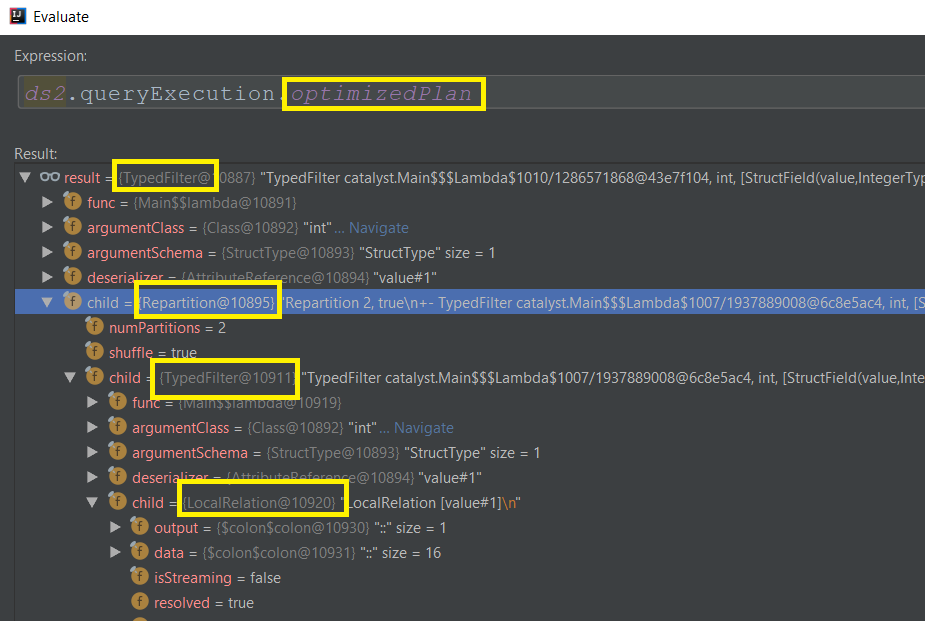 Evaluate
Expression:
ds2.queryExecution.optimizedPlan
Result:
result = {TypedFilter@10887} "TypedFilter catalyst.Main$$$Lambda$1010/1286571868@43e7f104, int, [StructField(value,IntegerTyp
func = {Main$$lambda@10891}
argumentClass = {Class@10892} "int"... Navigate
argumentSchema = {StructType@10893} "StructType" size = 1
deserializer = {AttributeReference@10894} "value#1"
child = {Repartition@10895} "Repartition 2, true\n+- TypedFilter catalyst.Main$$$Lambda$1007/1937889008@6c8e5ac4, int, [S
numPartitions = 2
shuffle = true
child = {TypedFilter@10911} "TypedFilter catalyst.Main$$$Lambda$1007/1937889008@6c8e5ac4, int, [StructField(value,Inte
func = {Main$$lambda@10919}
argumentClass = {Class@10892} "int"... Navigate
argumentSchema = {StructType@10893} "StructType" size = 1
deserializer = {AttributeReference@10894} "value#1"
child = {LocalRelation@10920} "LocalRelation [value#1]\n"
output = {$colon$colon@10930} "::" size = 1
data = {$colon$colon@10931} "::" size = 16
isStreaming = false
resolved = true